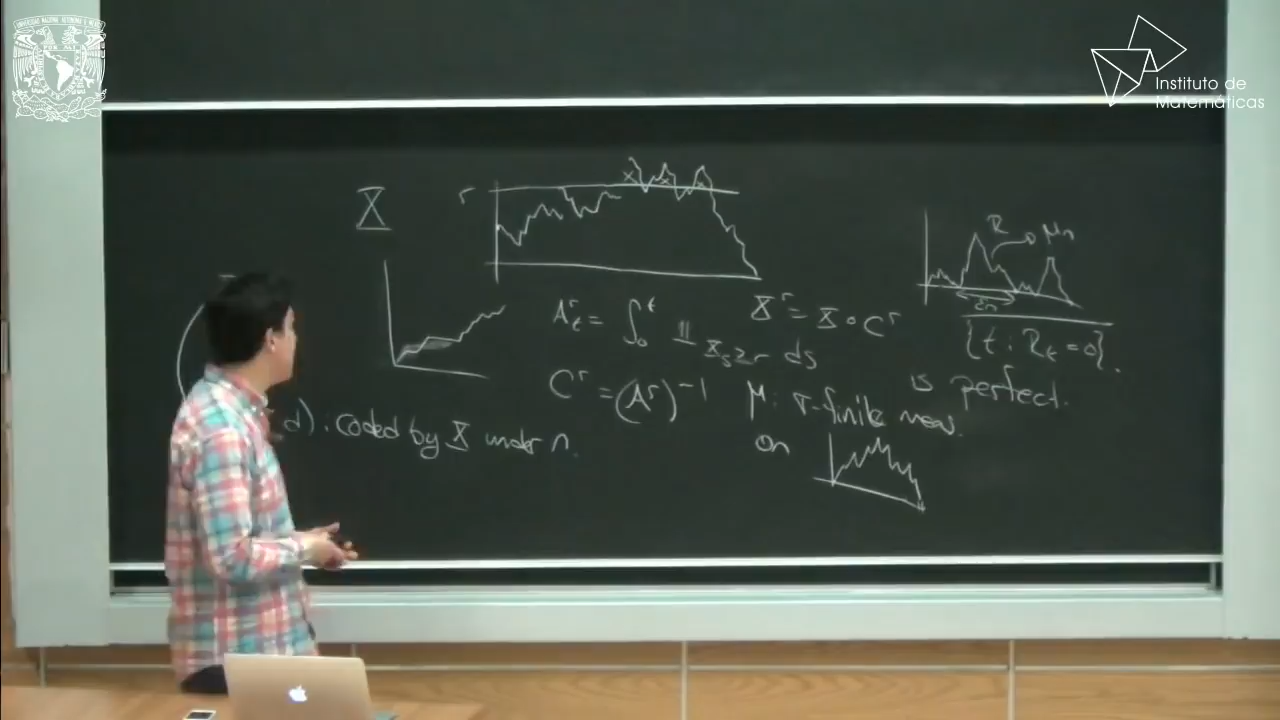 Instituto de
Matemáticas
X
r
R
μn
A^r_t = ∫_0^t 𝟙_{X_s≥r} ds
X^r = X ∘ C^r
{t : R_t = 0}.
is perfect.
C^r = (A^r)^{-1}
μ: σ-finite meas.
on
d) : coded by X under n.